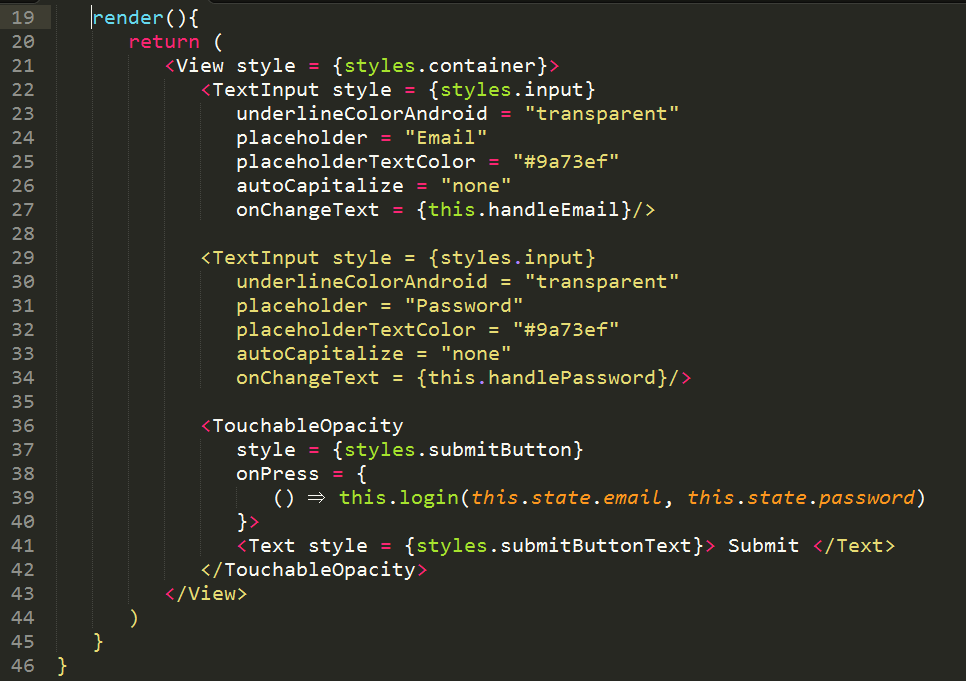 19 render(){
20 return (
21 <View style = {styles.container}>
22 <TextInput style = {styles.input}
23 underlineColorAndroid = "transparent"
24 placeholder = "Email"
25 placeholderTextColor = "#9a73ef"
26 autoCapitalize = "none"
27 onChangeText = {this.handleEmail}/>
28
29 <TextInput style = {styles.input}
30 underlineColorAndroid = "transparent"
31 placeholder = "Password"
32 placeholderTextColor = "#9a73ef"
33 autoCapitalize = "none"
34 onChangeText = {this.handlePassword}/>
35
36 <TouchableOpacity
37 style = {styles.submitButton}
38 onPress = {
39 () ⇒ this.login(this.state.email, this.state.password)
40 }>
41 <Text style = {styles.submitButtonText}> Submit </Text>
42 </TouchableOpacity>
43 </View>
44 )
45 }
46 }